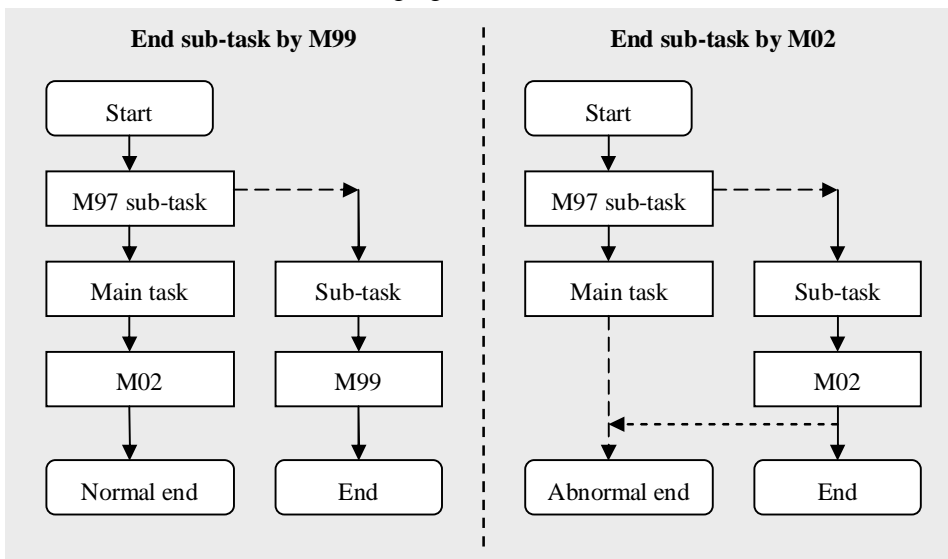 End sub-task by M99
Start
M97 sub-task
Main task
Sub-task
M02
M99
Normal end
End
End sub-task by M02
Start
M97 sub-task
Main task
Sub-task
M02
Abnormal end
End